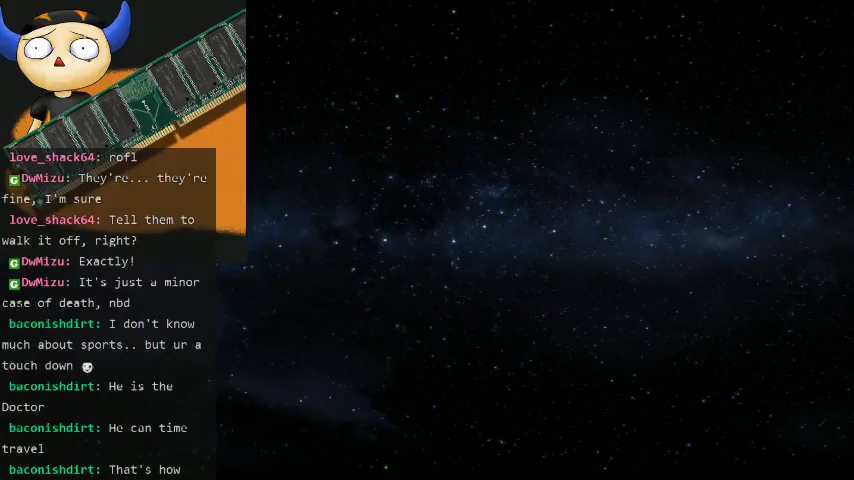 love_shack64: rofl
DwMizu: They're... they're
fine, I'm sure
love_shack64: Tell them to
walk it off, right?
DwMizu: Exactly!
DwMizu: It's just a minor
case of death, nbd
baconishdirt: I don't know
much about sports.. but ur a
touch down
baconishdirt: He is the
Doctor
baconishdirt: He can time
travel
baconishdirt: That's how